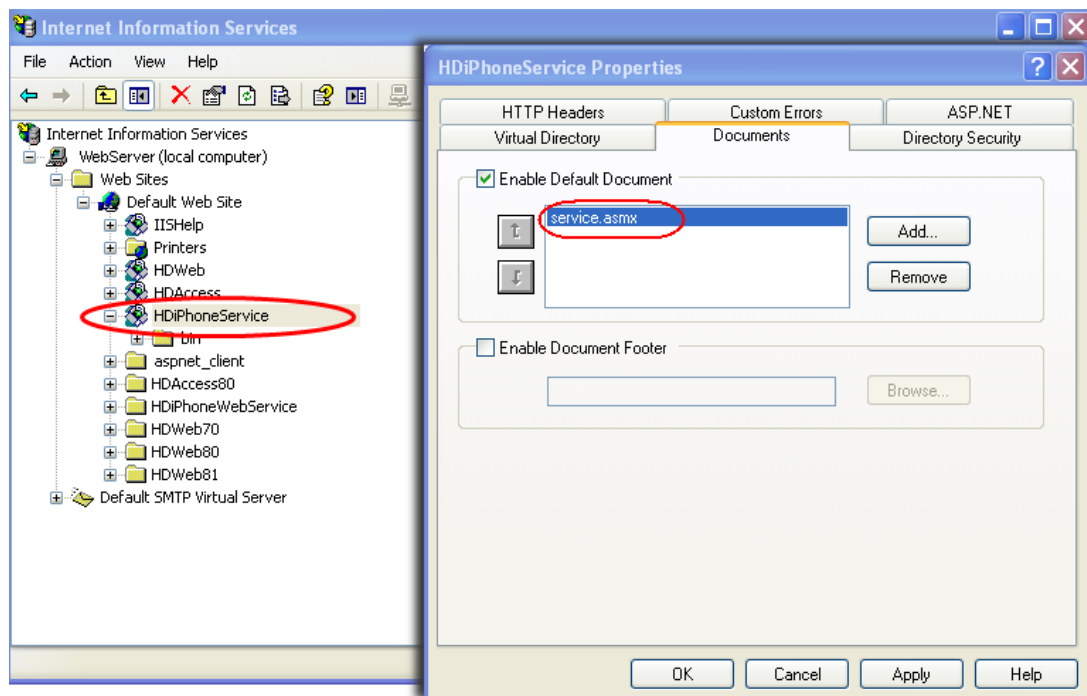 Internet Information Services
File Action View Help
Internet Information Services
WebServer (local computer)
Web Sites
Default Web Site
IISHelp
Printers
HDWeb
HDAccess
HDiPhoneService
bin
aspnet_client
HDAccess80
HDiPhoneWebService
HDWeb70
HDWeb80
HDWeb81
Default SMTP Virtual Server
HDiPhoneService Properties
HTTP Headers Custom Errors ASP.NET
Virtual Directory Documents Directory Security
Enable Default Document
service.asmx
Add...
Remove
Enable Document Footer
Browse...
OK Cancel Apply Help